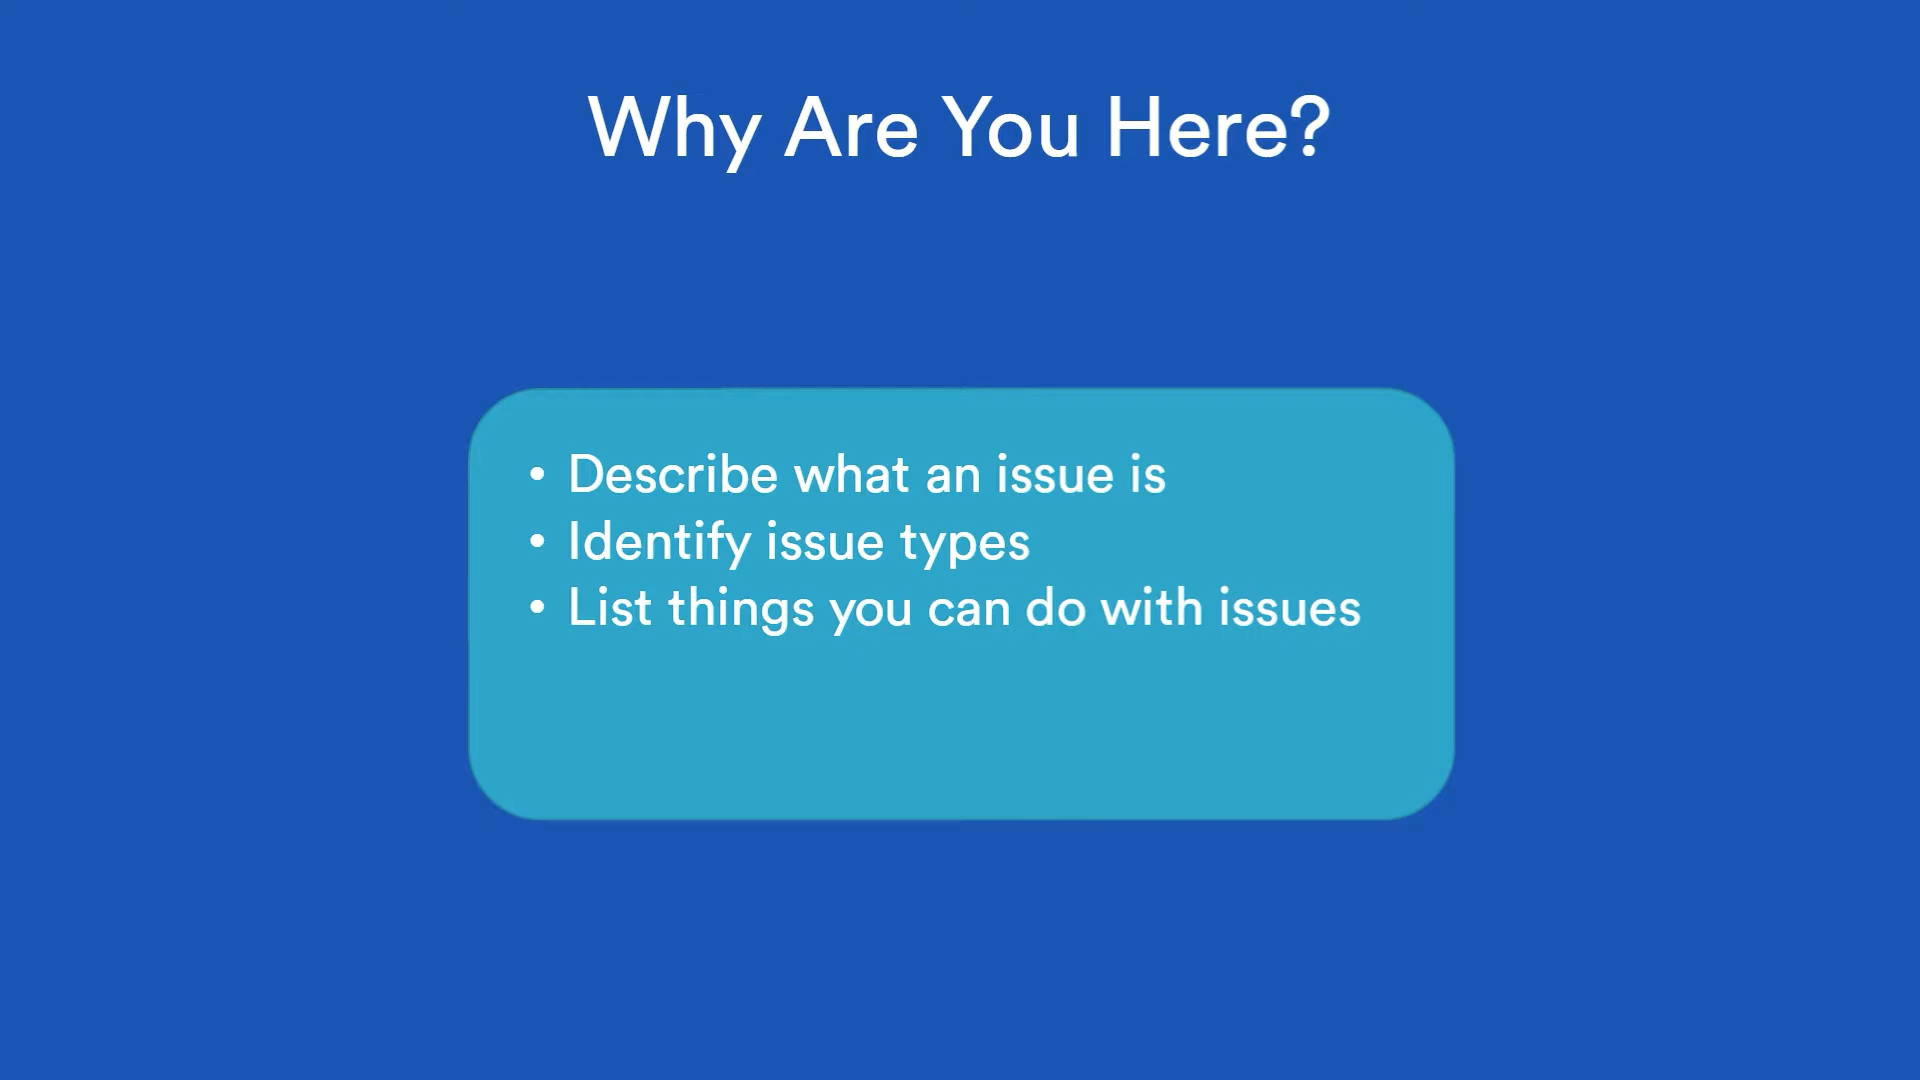 Why Are You Here?
• Describe what an issue is
• Identify issue types
• List things you can do with issues